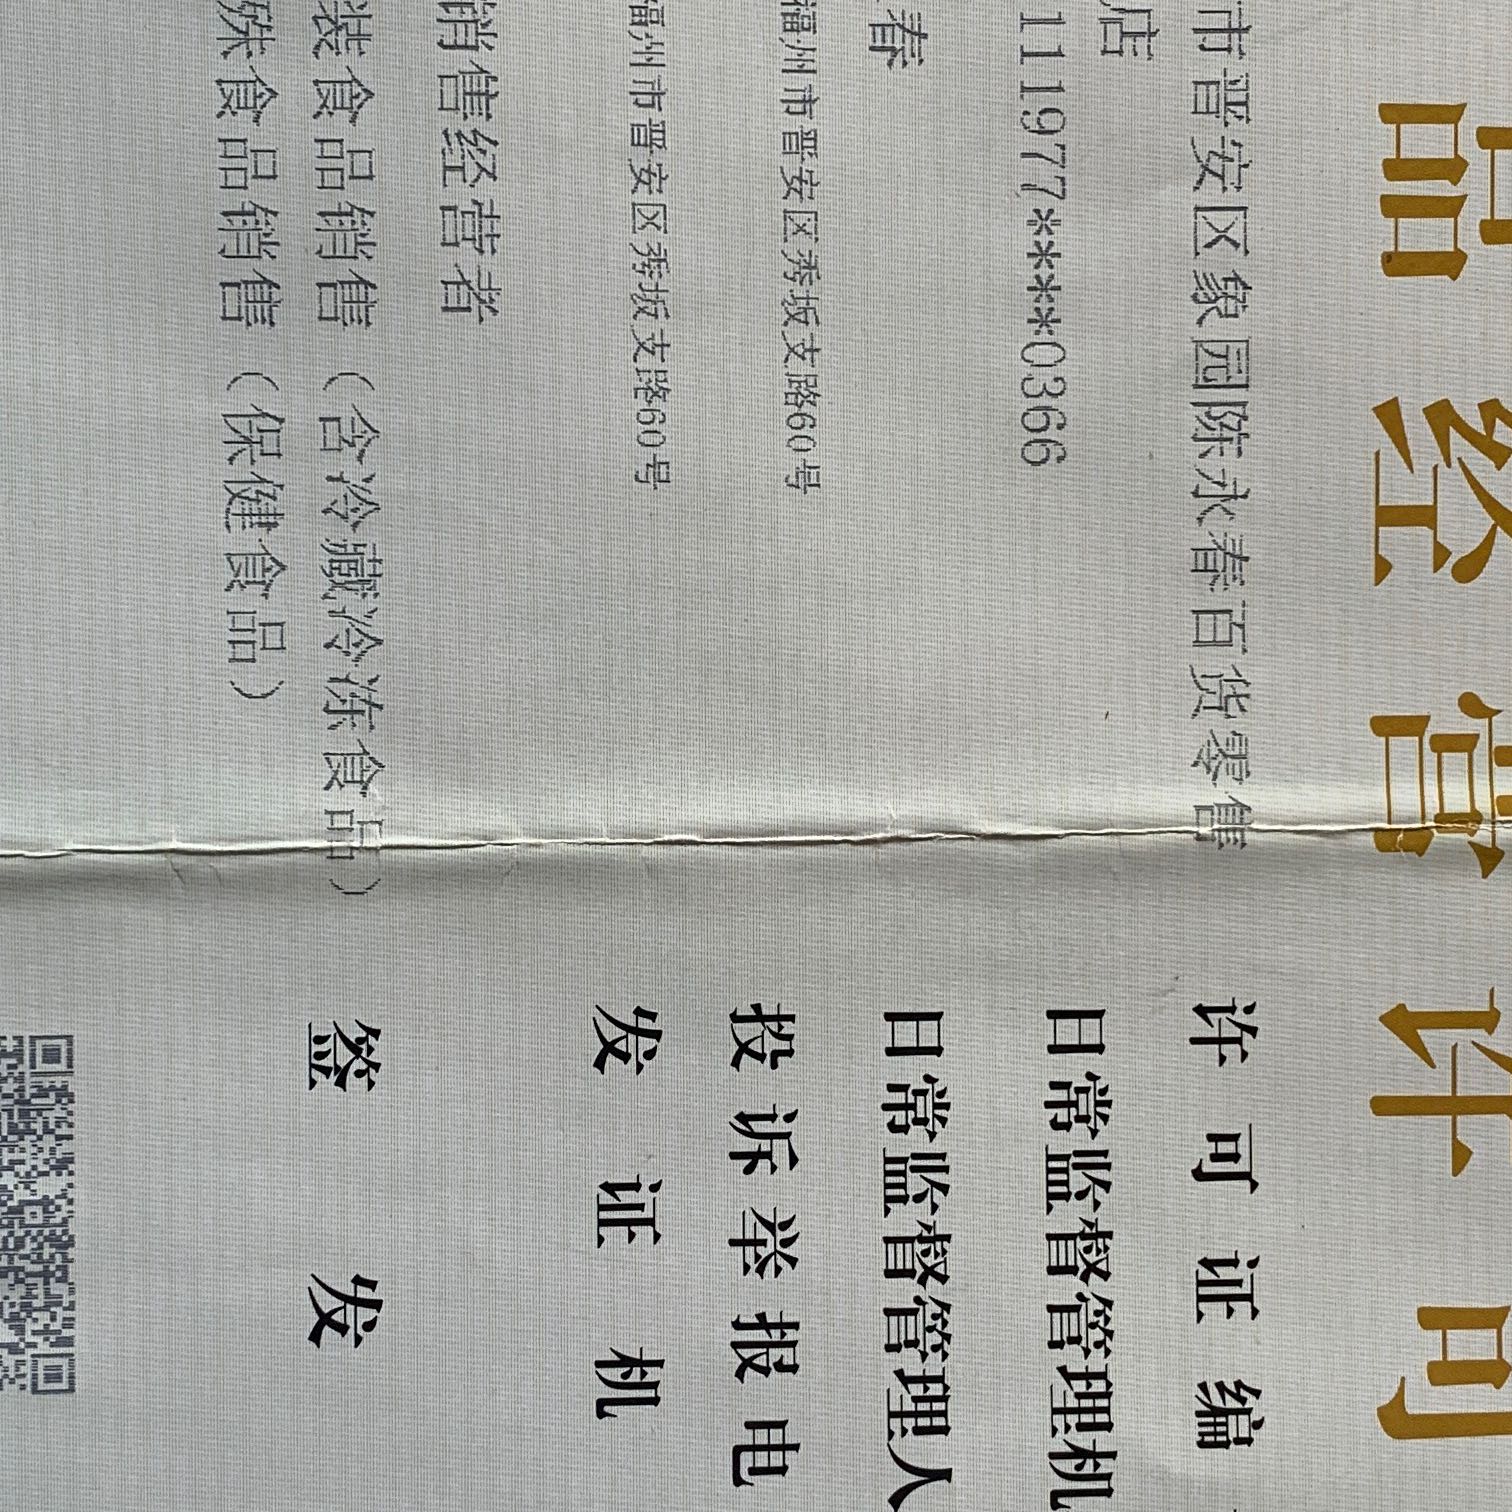 品经营许可
市晋安区象园陈永春百货零售
店
111977****0366
春
福州市晋安区秀坂支路60号
福州市晋安区秀坂支路60号
销售经营者
装食品销售（含冷藏冷冻食品）
殊食品销售（保健食品）
许可证编
日常监督管理机
日常监督管理人
投诉举报电
发证机
签发